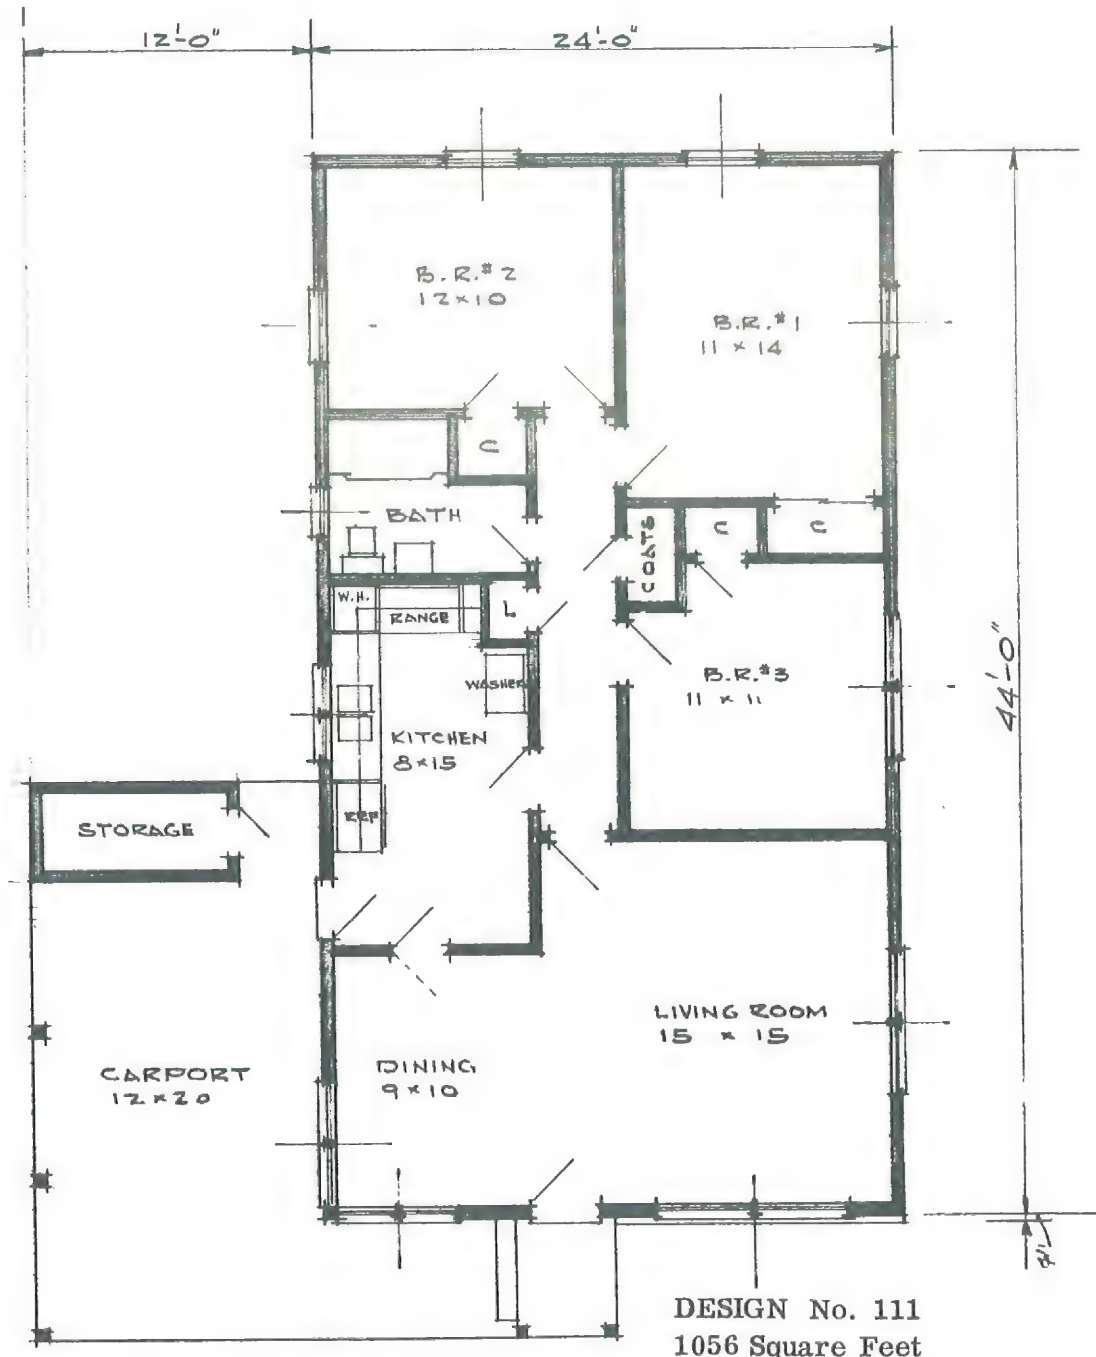 12'-0"
24'-0"
B.R.#2
12×10
B.R.#1
11 × 14
C
BATH
COATS
C
C
W.H.
RANGE
L
WASHER
B.R.#3
11 × 11
44'-0"
KITCHEN
8×15
REF
STORAGE
LIVING ROOM
15 × 15
DINING
9×10
CARPORT
12×20
DESIGN No. 111
1056 Square Feet